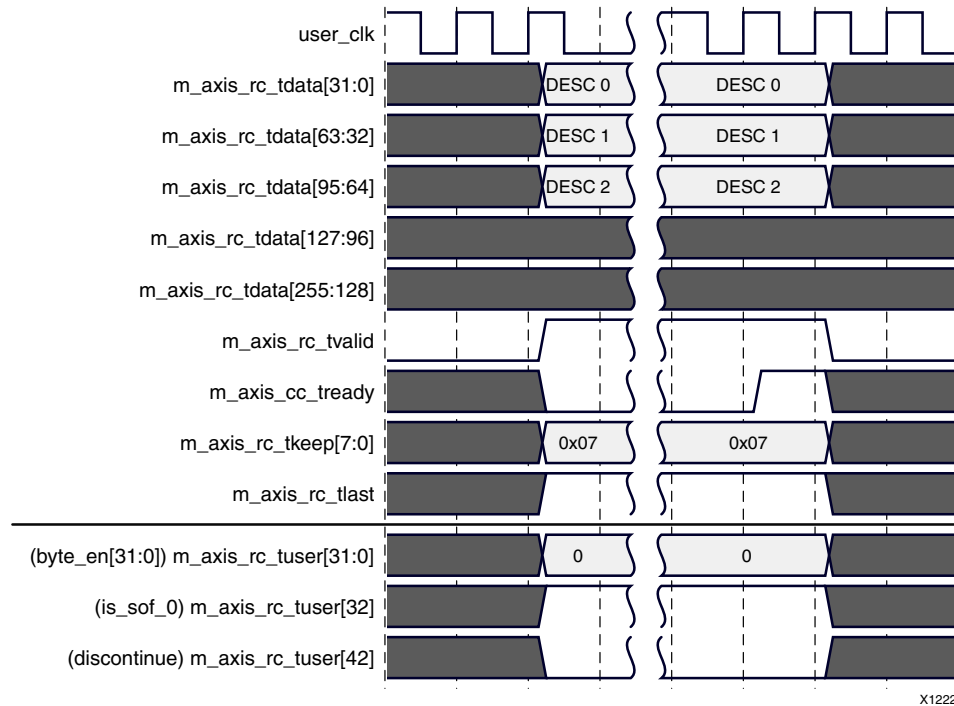 user_clk
m_axis_rc_tdata[31:0] DESC 0 DESC 0
m_axis_rc_tdata[63:32] DESC 1 DESC 1
m_axis_rc_tdata[95:64] DESC 2 DESC 2
m_axis_rc_tdata[127:96]
m_axis_rc_tdata[255:128]
m_axis_rc_tvalid
m_axis_cc_tready
m_axis_rc_tkeep[7:0] 0x07 0x07
m_axis_rc_tlast
(byte_en[31:0]) m_axis_rc_tuser[31:0] 0 0
(is_sof_0) m_axis_rc_tuser[32]
(discontinue) m_axis_rc_tuser[42]
X1222